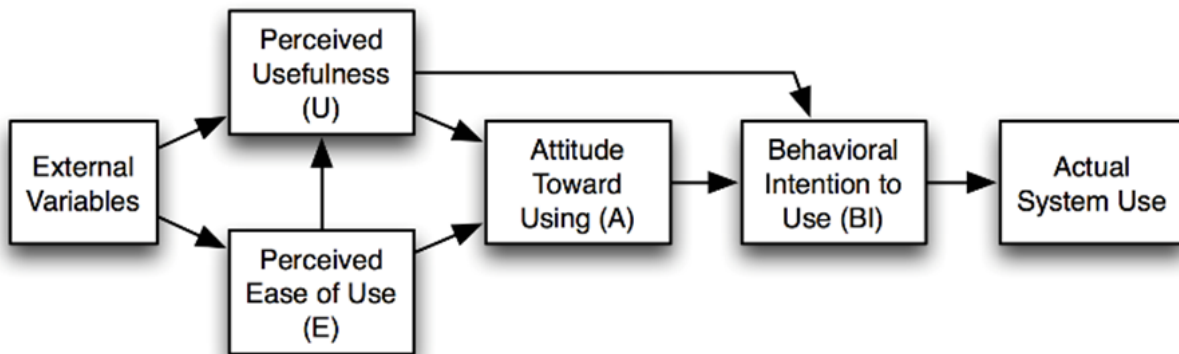 External
Variables
Perceived
Usefulness
(U)
Perceived
Ease of Use
(E)
Attitude
Toward
Using (A)
Behavioral
Intention to
Use (BI)
Actual
System Use